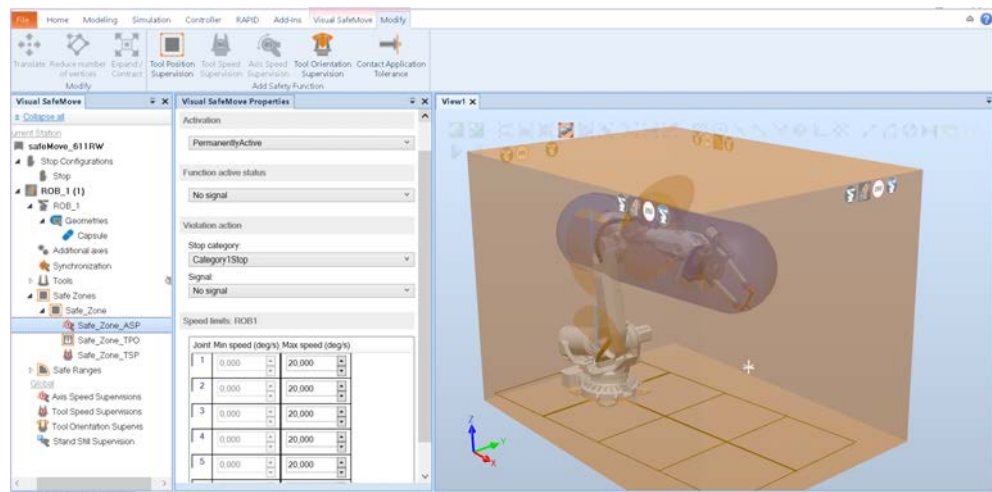 File Home Modeling Simulation Controller RAPID Add-Ins Visual SafeMove Modify
Translate Reduce number of vertices Expand / Contract Tool Position Supervision Tool Speed Supervision Axis Speed Supervision Tool Orientation Supervision Contact Application Tolerance
Modify Add Safety Function
Visual SafeMove
Collapse all
urrent Station
safeMove_611RW
Stop Configurations
Stop
ROB_1 (1)
ROB_1
Geometries
Capsule
Additional axes
Synchronization
Tools
Safe Zones
Safe_Zone
Safe_Zone_ASP
Safe_Zone_TPO
Safe_Zone_TSP
Safe Ranges
Global
Axis Speed Supervisions
Tool Speed Supervisions
Tool Orientation Supervis
Stand Still Supervision
Visual SafeMove Properties
Activation
PermanentlyActive
Function active status
No signal
Violation action
Stop category:
Category1Stop
Signal:
No signal
Speed limits: ROB1
Joint Min speed (deg/s) Max speed (deg/s)
1 0,000 20,000
2 0,000 20,000
3 0,000 20,000
4 0,000 20,000
5 0,000 20,000
View1
Z
Y
X